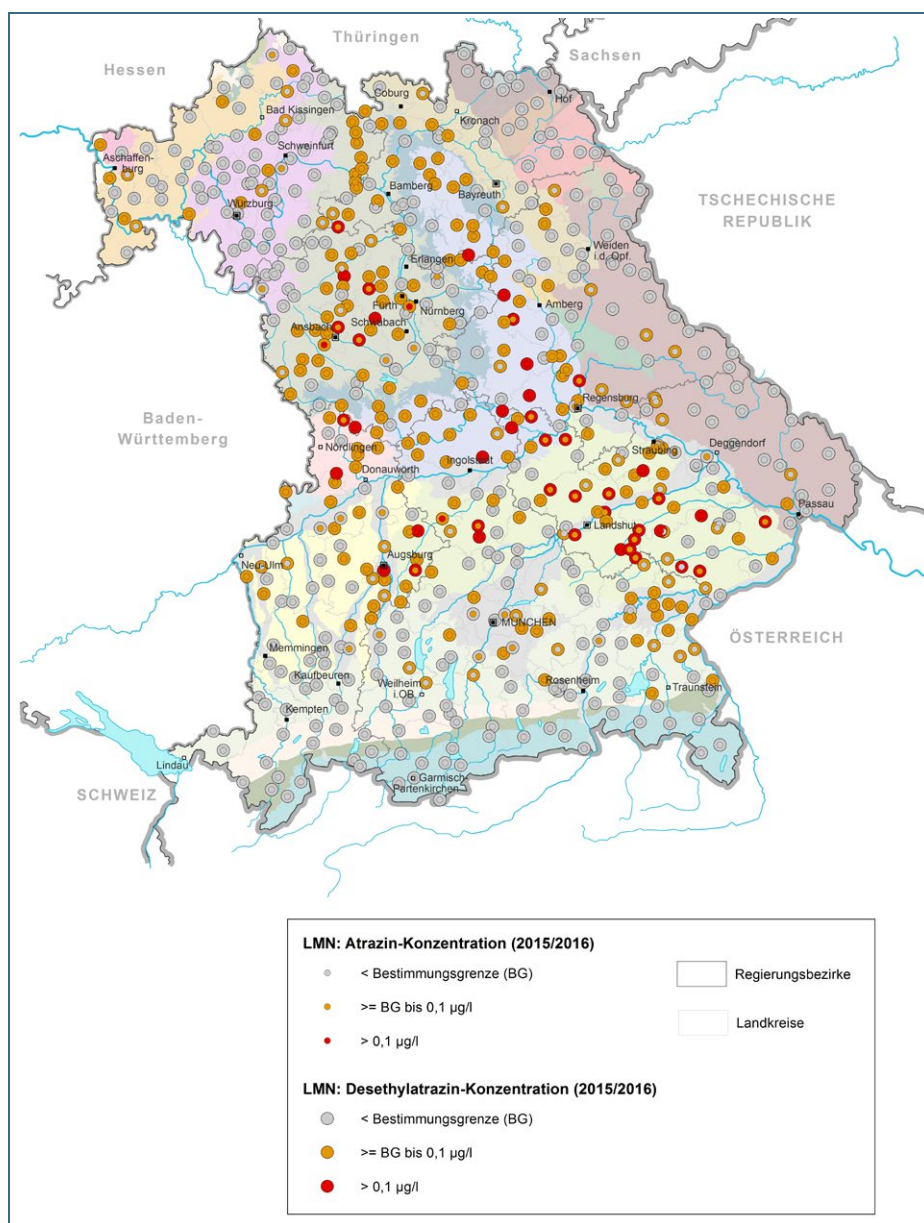 Thüringen
Sachsen
Hessen
Coburg
Hof
Bad Kissingen
Kronach
Schweinfurt
Aschaffen-
burg
Bamberg
Bayreuth
TSCHECHISCHE
REPUBLIK
Würzburg
Weiden
i.d. Opf.
Erlangen
Fürth
Nürnberg
Amberg
Ansbach
Schwabach
Regensburg
Baden-
Württemberg
Nördlingen
Straubing
Deggendorf
Ingolstadt
Donauwörth
Passau
Landshut
Neu-Ulm
Augsburg
MÜNCHEN
ÖSTERREICH
Memmingen
Kaufbeuren
Weilheim
i.OB.
Rosenheim
Traunstein
Kempten
Lindau
Garmisch-
Partenkirchen
SCHWEIZ
LMN: Atrazin-Konzentration (2015/2016)
< Bestimmungsgrenze (BG)
>= BG bis 0,1 µg/l
> 0,1 µg/l
Regierungsbezirke
Landkreise
LMN: Desethylatrazin-Konzentration (2015/2016)
< Bestimmungsgrenze (BG)
>= BG bis 0,1 µg/l
> 0,1 µg/l